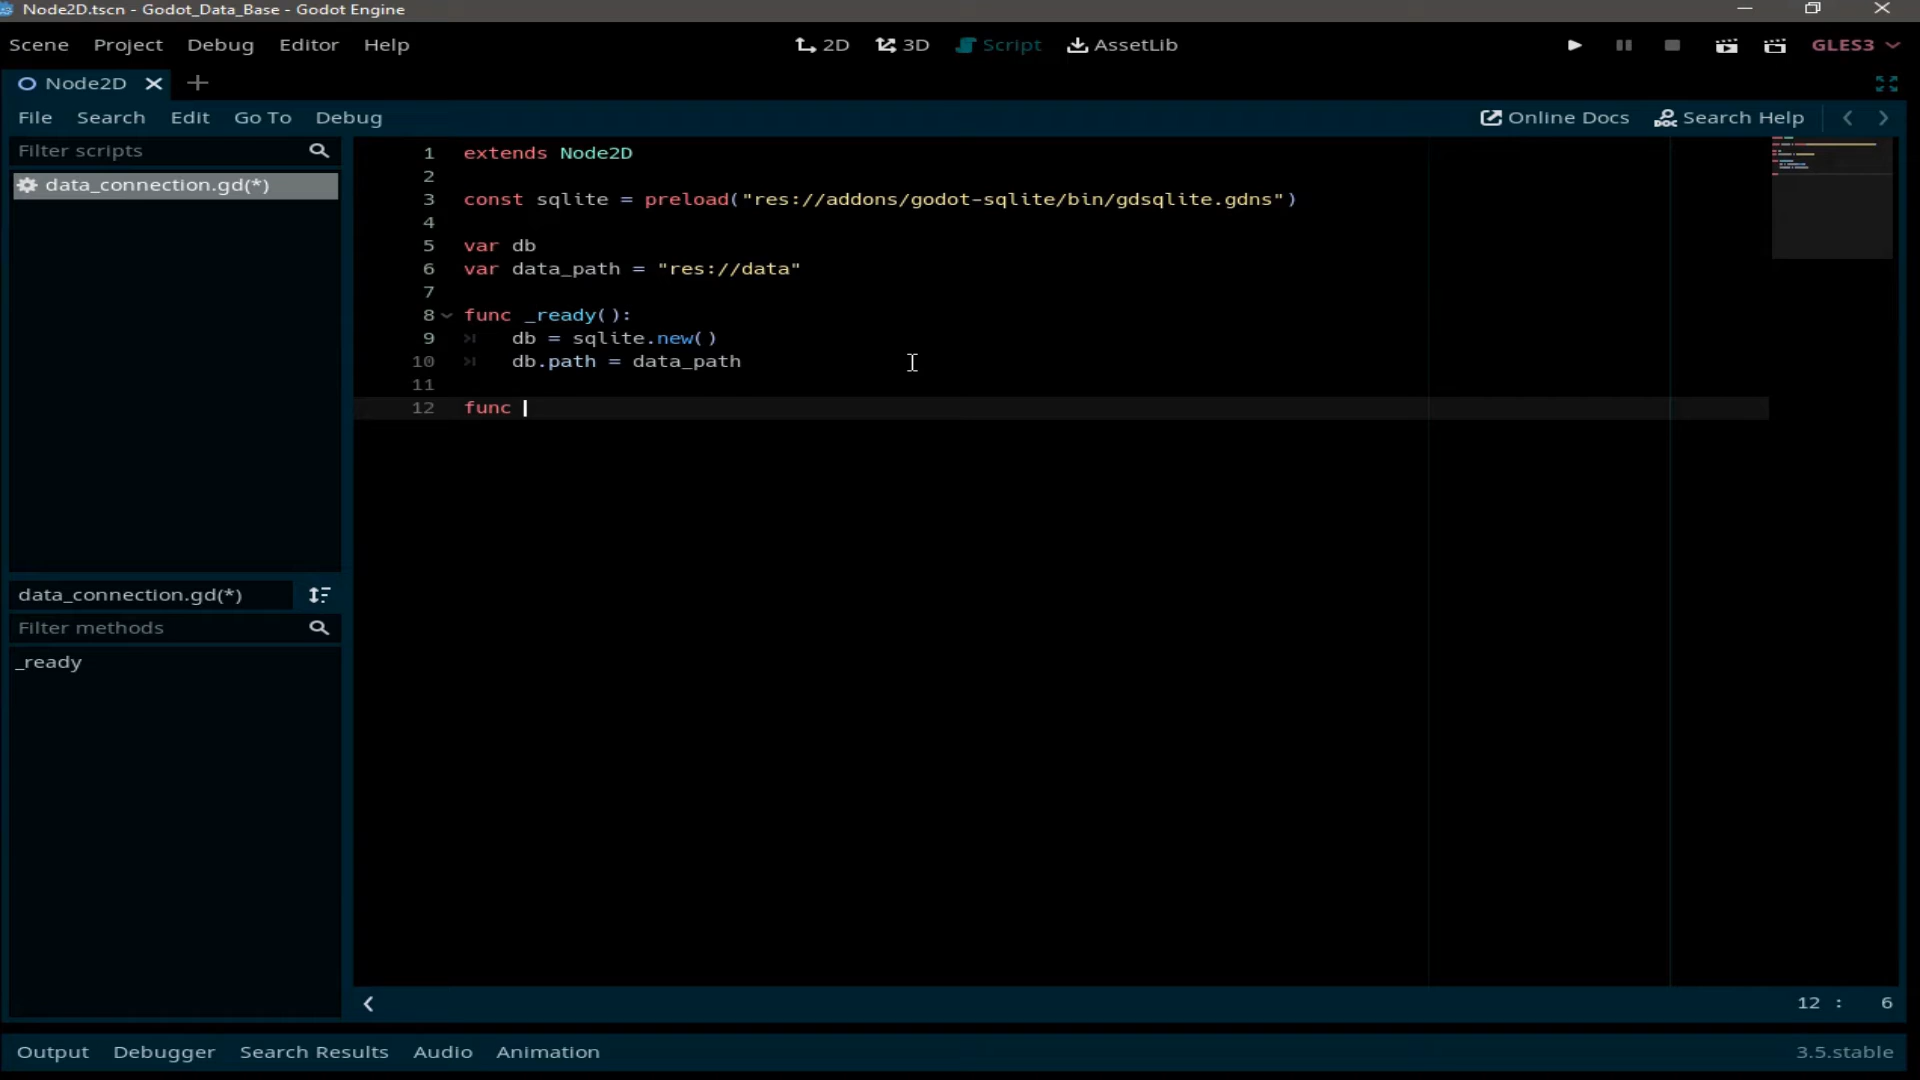 Node2D.tscn - Godot_Data_Base - Godot Engine
Scene Project Debug Editor Help 2D 3D Script AssetLib GLES3
Node2D
File Search Edit Go To Debug Online Docs DOC Search Help
Filter scripts
data_connection.gd(*)
1 extends Node2D
2
3 const sqlite = preload("res://addons/godot-sqlite/bin/gdsqlite.gdns")
4
5 var db
6 var data_path = "res://data"
7
8 func _ready():
9 db = sqlite.new()
10 db.path = data_path
11
12 func
data_connection.gd(*)
Filter methods
_ready
12 : 6
Output Debugger Search Results Audio Animation 3.5.stable